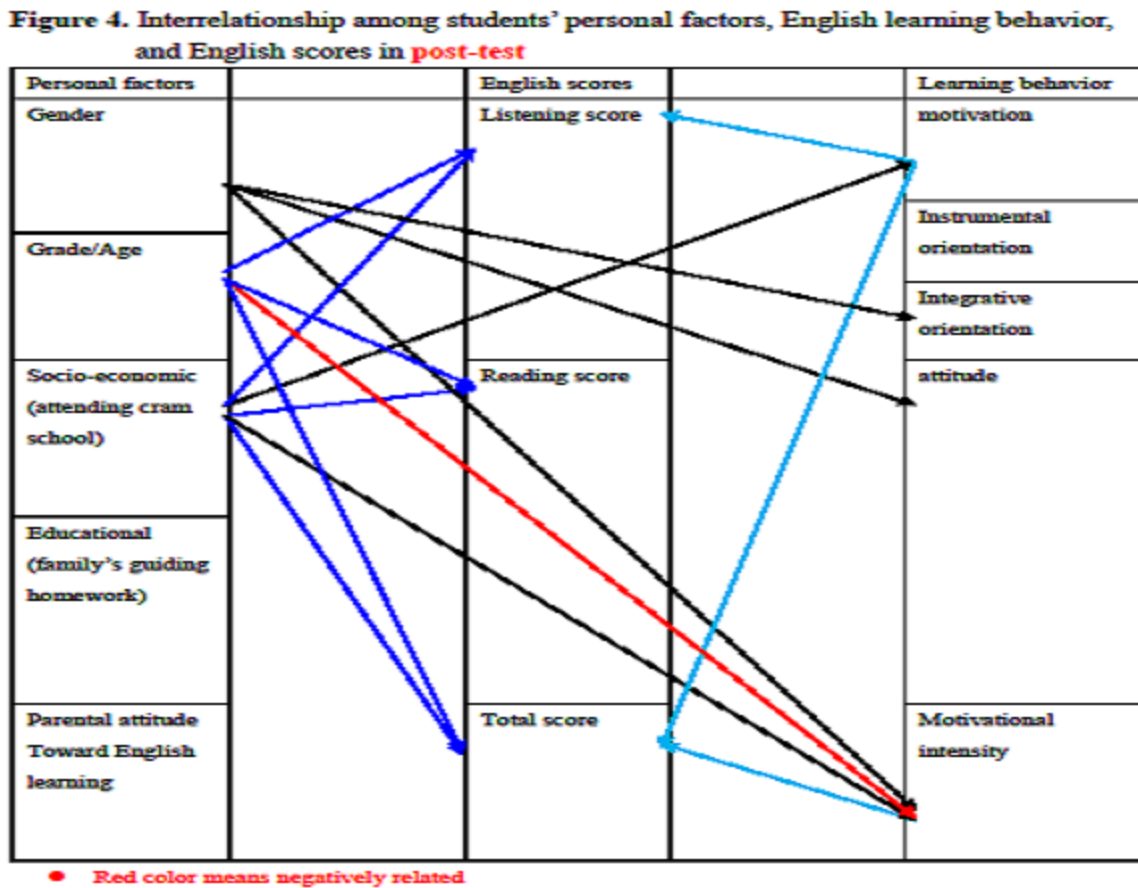 Figure 4. Interrelationship among students' personal factors, English learning behavior,
and English scores in post-test
Personal factors
English scores
Learning behavior
Gender
Listening score
motivation
Instrumental
orientation
Grade/Age
Integrative
orientation
Socio-economic
(attending cram
school)
Reading score
attitude
Educational
(family's guiding
homework)
Parental attitude
Toward English
learning
Total score
Motivational
intensity
● Red color means negatively related